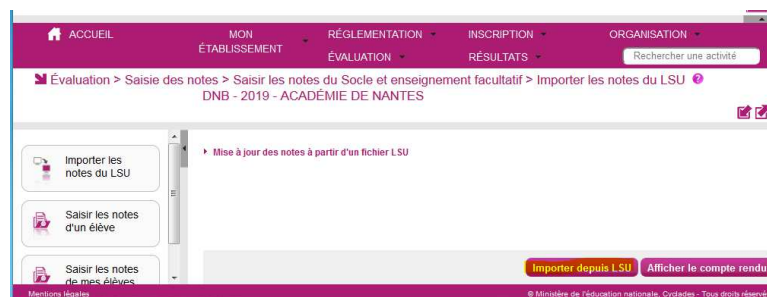 ACCUEIL
MON ÉTABLISSEMENT
RÉGLEMENTATION
INSCRIPTION
ORGANISATION
ÉVALUATION
RÉSULTATS
Rechercher une activité
Évaluation > Saisie des notes > Saisir les notes du Socle et enseignement facultatif > Importer les notes du LSU ?
DNB - 2019 - ACADÉMIE DE NANTES
Importer les
notes du LSU
Mise à jour des notes à partir d'un fichier LSU
Saisir les notes
d'un élève
Saisir les notes
de mes élèves
Importer depuis LSU
Afficher le compte rendu
Mentions légales
© Ministère de l'éducation nationale, Cyclades - Tous droits réservé